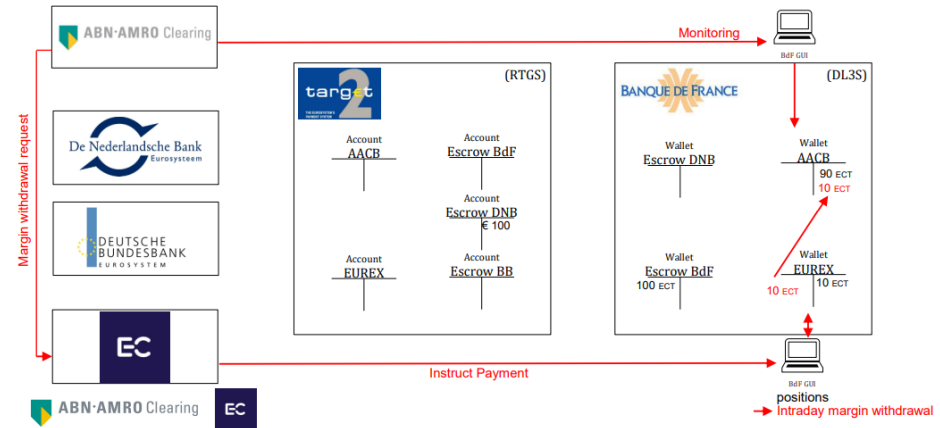 ABN·AMRO Clearing
Monitoring
BdF GUI
Margin withdrawal request
De Nederlandsche Bank
Eurosysteem
DEUTSCHE
BUNDESBANK
EUROSYSTEM
EC
(RTGS)
target
2
Account
AACB
Account
Escrow BdF
Account
Escrow DNB
€ 100
Account
EUREX
Account
Escrow BB
BANQUE DE FRANCE
(DL3S)
Wallet
Escrow DNB
Wallet
AACB
90 ECT
10 ECT
Wallet
Escrow BdF
100 ECT
Wallet
EUREX
10 ECT
10 ECT
Instruct Payment
BdF GUI
positions
Intraday margin withdrawal
ABN·AMRO Clearing
EC